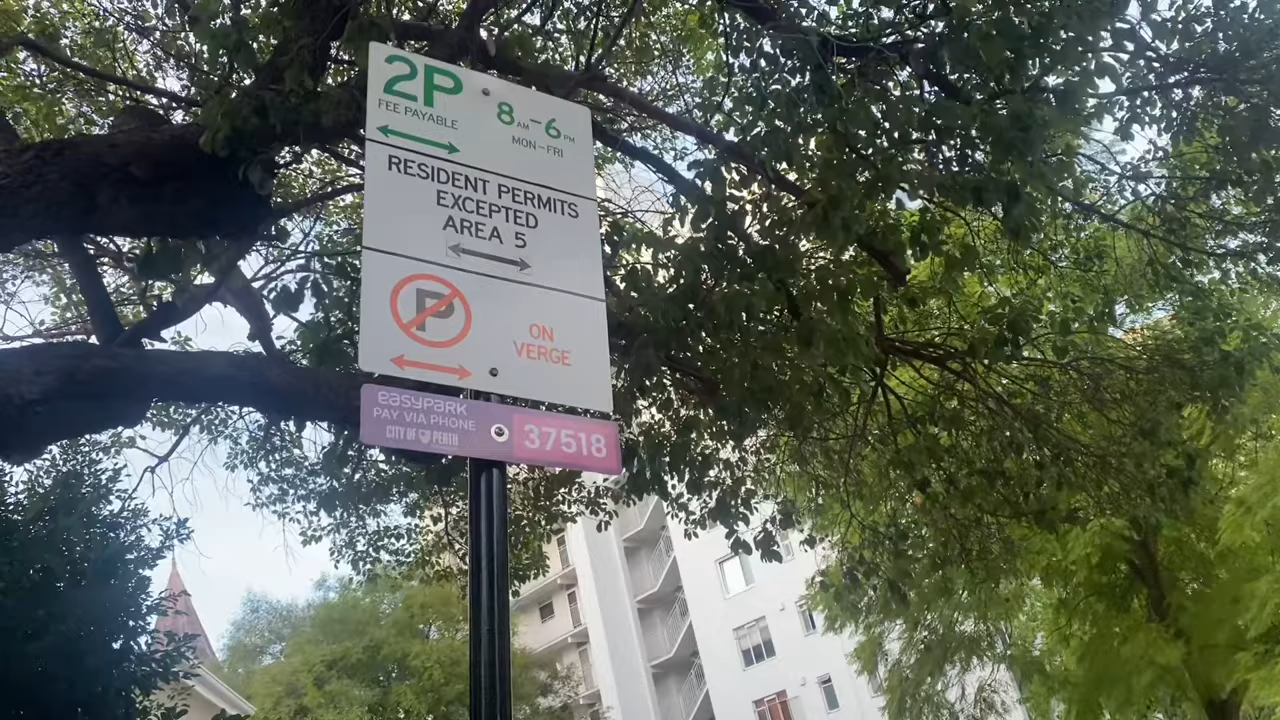 2P
FEE PAYABLE
8AM-6PM
MON-FRI
RESIDENT PERMITS
EXCEPTED
AREA 5
P
ON
VERGE
easypark
PAY VIA PHONE
CITY OF PERTH
37518